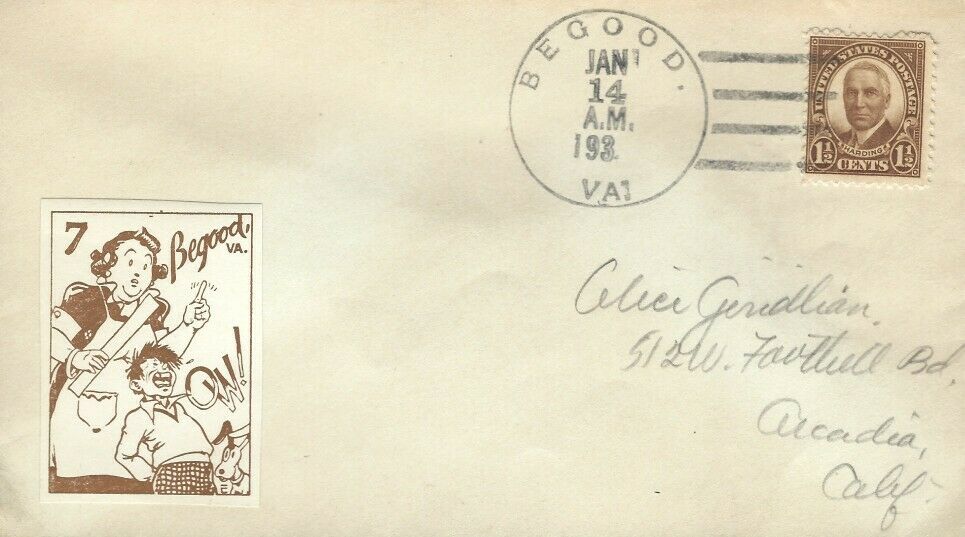 BEGOOD.
JAN
14
A.M.
193
VA.
UNITED STATES POSTAGE
HARDING
1½ CENTS 1½
7
Begood,
VA.
OW!
Alice Geridlian.
512 W. Foothill Bd,
Arcadia,
Calif.